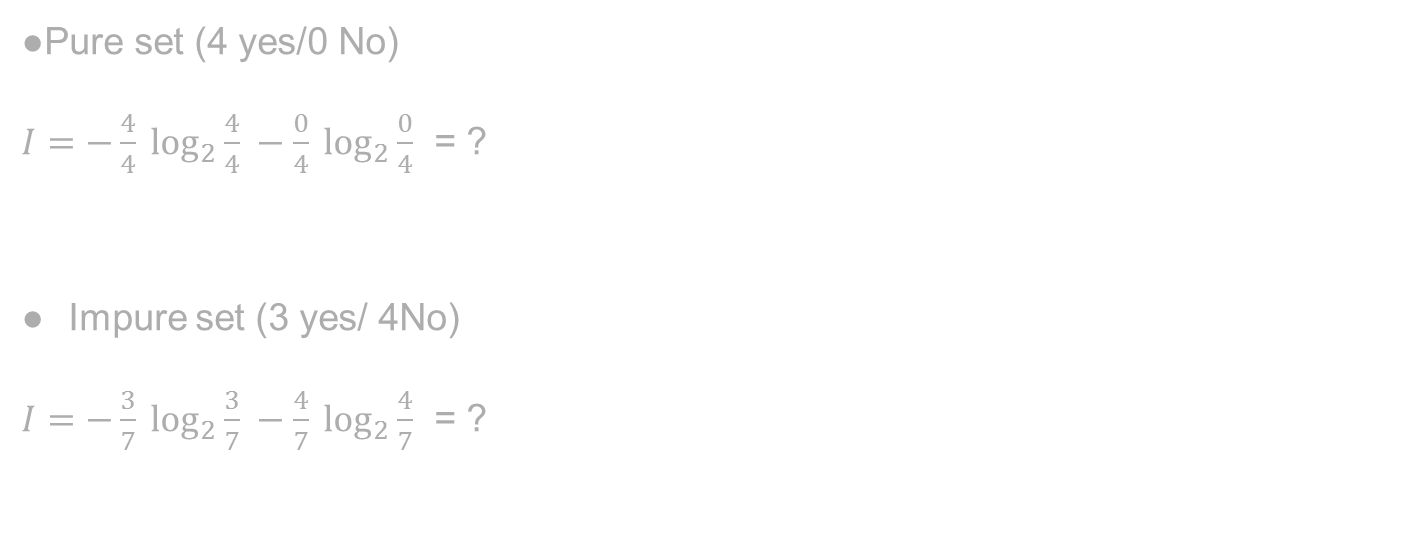 ●Pure set (4 yes/0 No)
I = −4/4 log₂ 4/4 − 0/4 log₂ 0/4 = ?
● Impure set (3 yes/ 4No)
I = −3/7 log₂ 3/7 − 4/7 log₂ 4/7 = ?